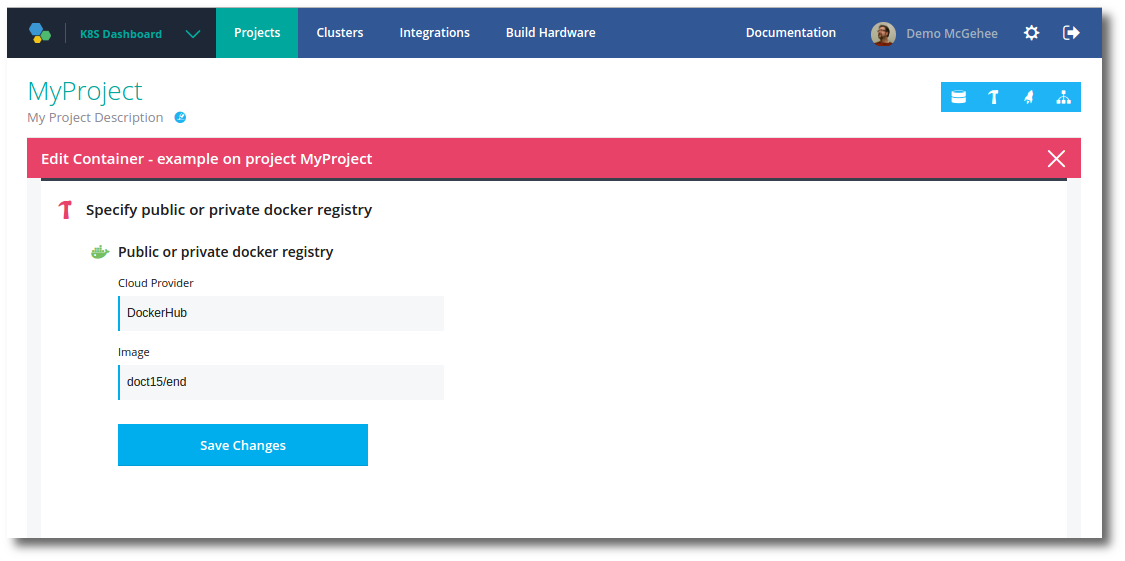 K8S Dashboard Projects Clusters Integrations Build Hardware Documentation Demo McGehee
MyProject
My Project Description
Edit Container - example on project MyProject
Specify public or private docker registry
Public or private docker registry
Cloud Provider
DockerHub
Image
doct15/end
Save Changes